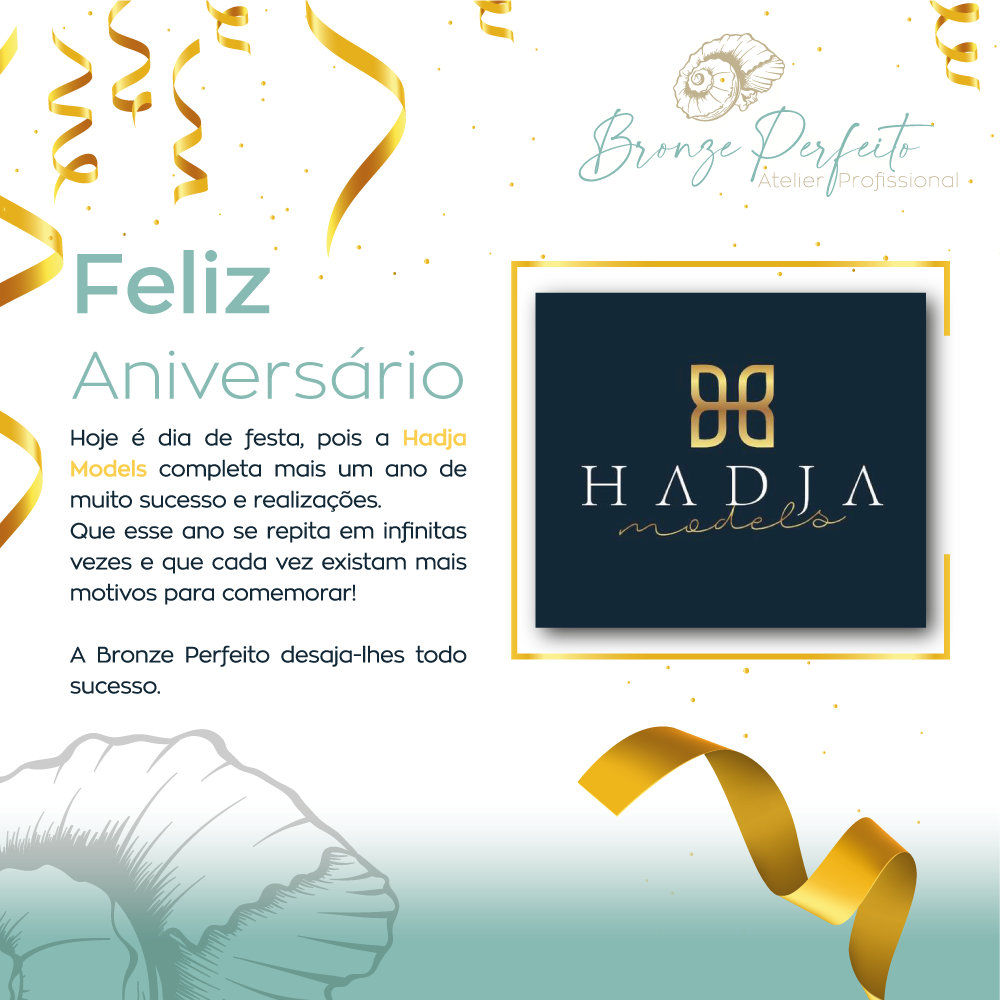 Bronze Perfeito
Atelier Profissional
Feliz
Aniversário
Hoje é dia de festa, pois a Hadja
Models completa mais um ano de
muito sucesso e realizações.
Que esse ano se repita em infinitas
vezes e que cada vez existam mais
motivos para comemorar!
A Bronze Perfeito desaja-lhes todo
sucesso.
HADJA
models